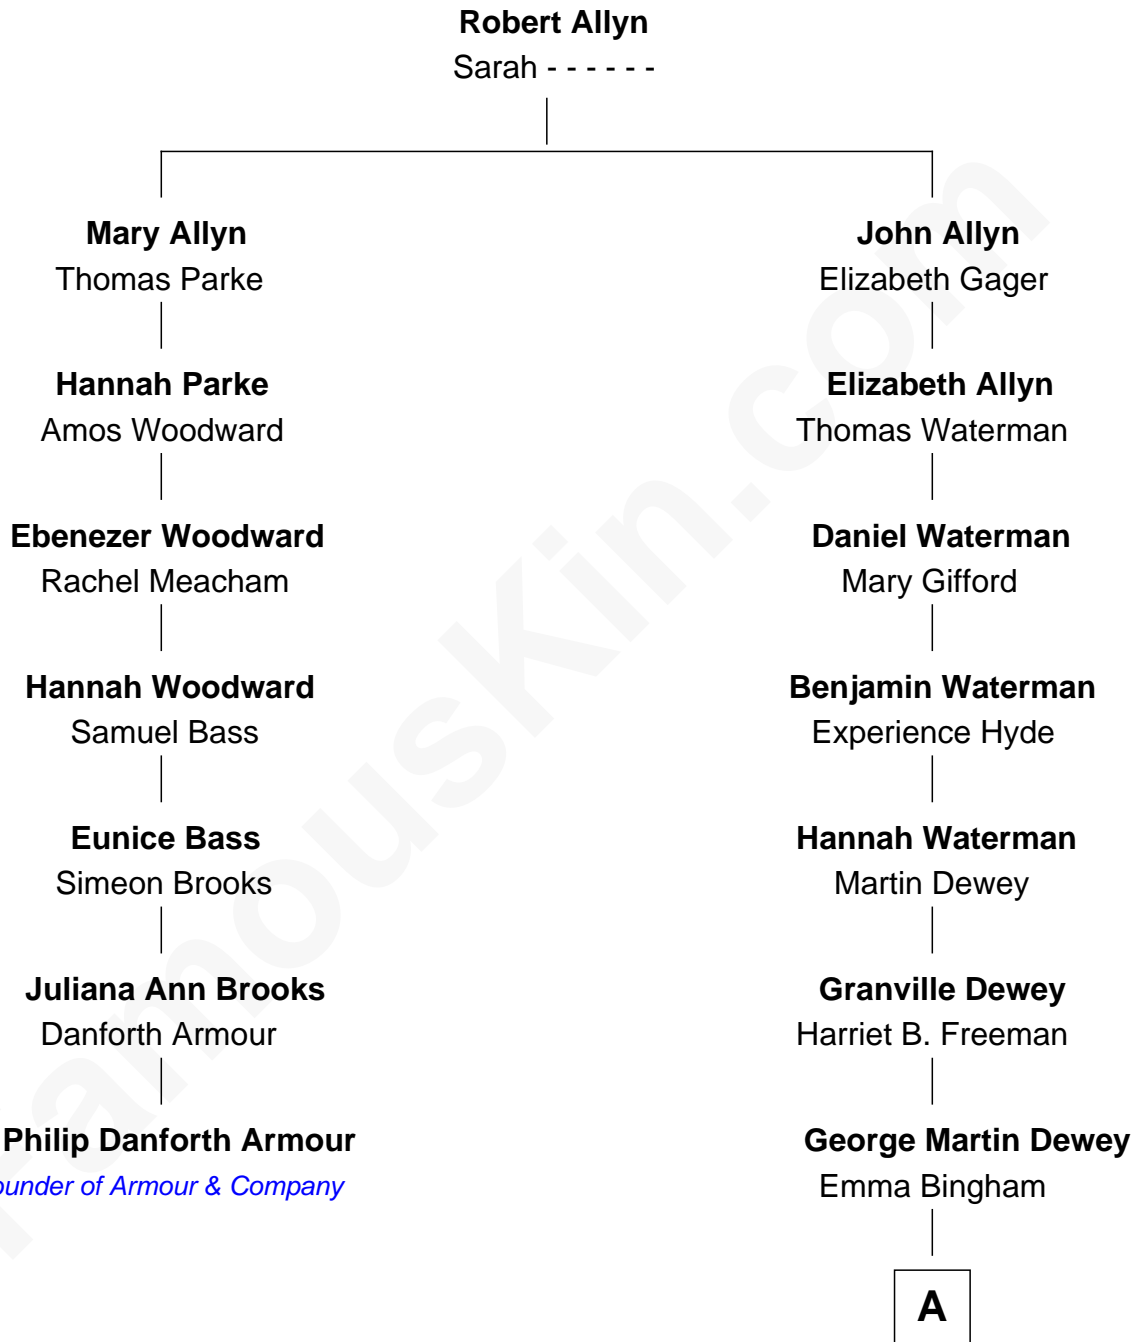 Robert Allyn
Sarah - - - - - -
Mary Allyn
Thomas Parke
John Allyn
Elizabeth Gager
Hannah Parke
Amos Woodward
Elizabeth Allyn
Thomas Waterman
Ebenezer Woodward
Rachel Meacham
Daniel Waterman
Mary Gifford
Hannah Woodward
Samuel Bass
Benjamin Waterman
Experience Hyde
Eunice Bass
Simeon Brooks
Hannah Waterman
Martin Dewey
Juliana Ann Brooks
Danforth Armour
Granville Dewey
Harriet B. Freeman
Philip Danforth Armour
ounder of Armour & Company
George Martin Dewey
Emma Bingham
A
FamousKin.com